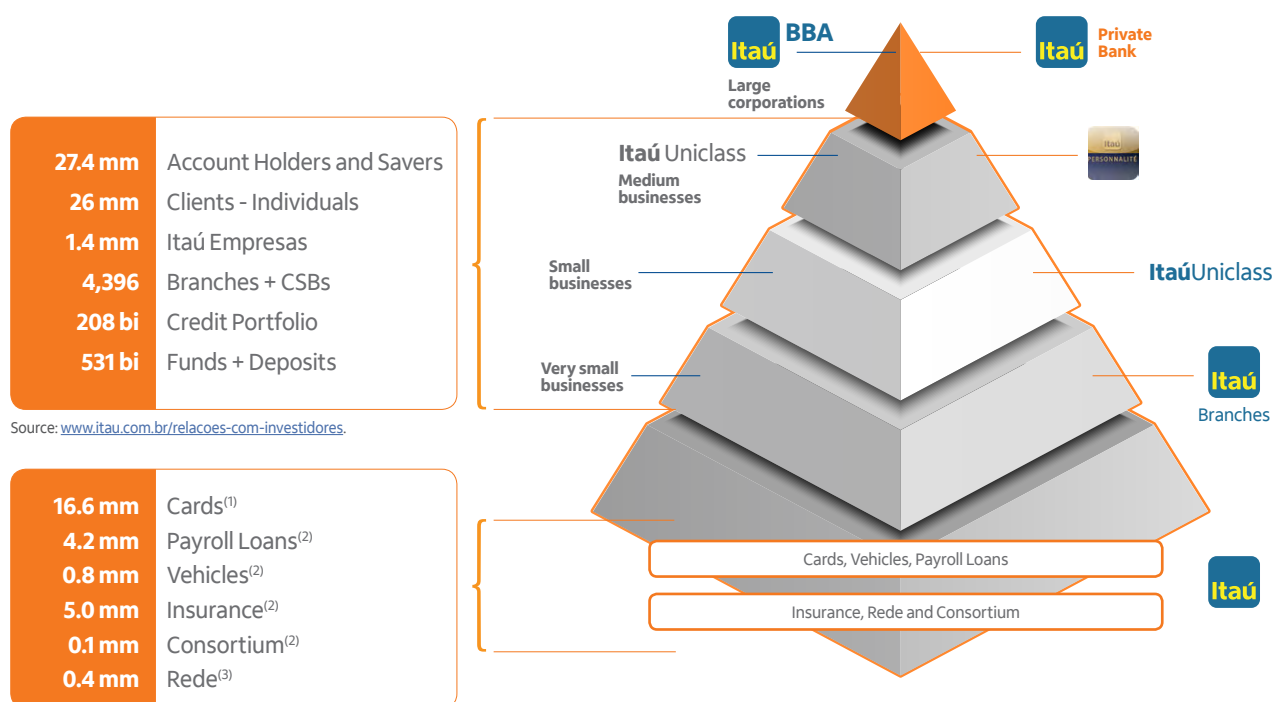 Itaú BBA
Large
corporations
Itaú Private
Bank
27.4 mm Account Holders and Savers
26 mm Clients - Individuals
1.4 mm Itaú Empresas
4,396 Branches + CSBs
208 bi Credit Portfolio
531 bi Funds + Deposits
Source: www.itau.com.br/relacoes-com-investidores.
Itaú Uniclass
Medium
businesses
Itaú
PERSONNALITÉ
Small
businesses
ItaúUniclass
Very small
businesses
Itaú
Branches
16.6 mm Cards(1)
4.2 mm Payroll Loans(2)
0.8 mm Vehicles(2)
5.0 mm Insurance(2)
0.1 mm Consortium(2)
0.4 mm Rede(3)
Cards, Vehicles, Payroll Loans
Insurance, Rede and Consortium
Itaú